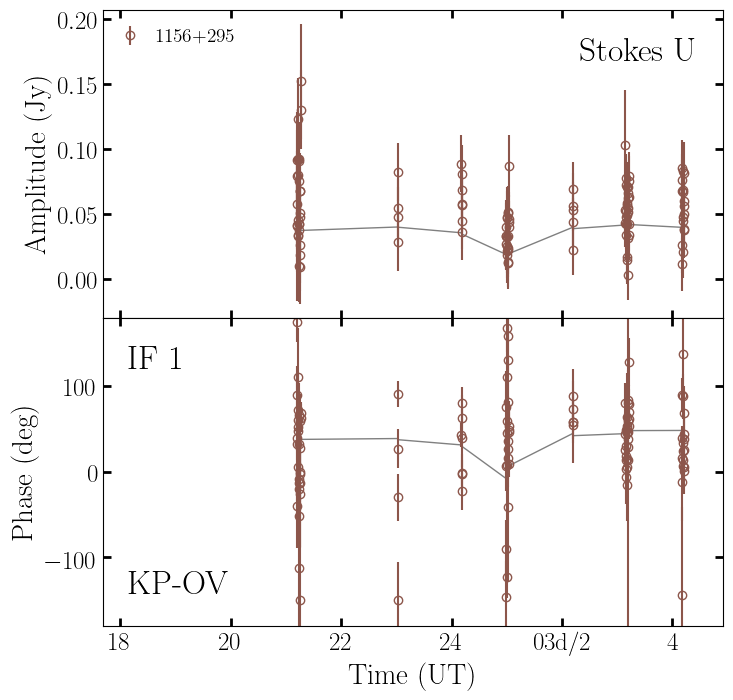 0.20
1156+295
Stokes U
0.15
0.10
0.05
0.00
Amplitude (Jy)
IF 1
100
0
−100
Phase (deg)
KP-OV
18 20 22 24 03d/2 4
Time (UT)